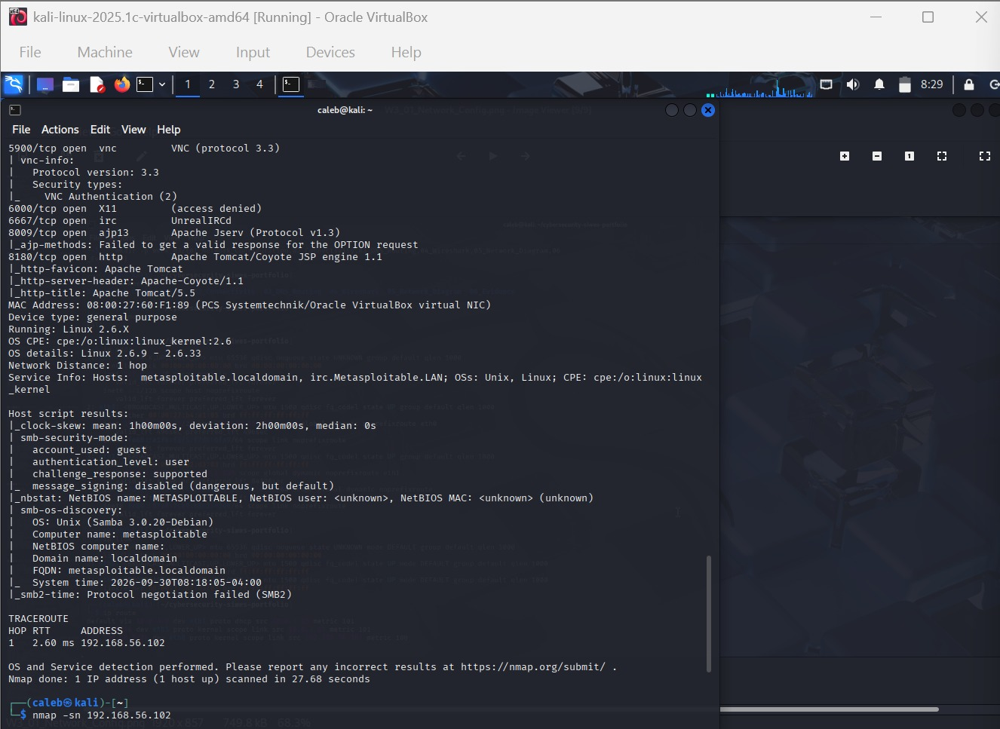 kali-linux-2025.1c-virtualbox-amd64 [Running] - Oracle VirtualBox
File Machine View Input Devices Help
1 2 3 4 8:29
caleb@kali: ~
File Actions Edit View Help
5900/tcp open  vnc         VNC (protocol 3.3)
| vnc-info:
|   Protocol version: 3.3
|   Security types:
|_    VNC Authentication (2)
6000/tcp open  X11         (access denied)
6667/tcp open  irc         UnrealIRCd
8009/tcp open  ajp13       Apache Jserv (Protocol v1.3)
|_ajp-methods: Failed to get a valid response for the OPTION request
8180/tcp open  http        Apache Tomcat/Coyote JSP engine 1.1
|_http-favicon: Apache Tomcat
|_http-server-header: Apache-Coyote/1.1
|_http-title: Apache Tomcat/5.5
MAC Address: 08:00:27:60:F1:89 (PCS Systemtechnik/Oracle VirtualBox virtual NIC)
Device type: general purpose
Running: Linux 2.6.X
OS CPE: cpe:/o:linux:linux_kernel:2.6
OS details: Linux 2.6.9 - 2.6.33
Network Distance: 1 hop
Service Info: Hosts:  metasploitable.localdomain, irc.Metasploitable.LAN; OSs: Unix, Linux; CPE: cpe:/o:linux:linux
_kernel
Host script results:
|_clock-skew: mean: 1h00m00s, deviation: 2h00m00s, median: 0s
| smb-security-mode:
|   account_used: guest
|   authentication_level: user
|   challenge_response: supported
|_  message_signing: disabled (dangerous, but default)
|_nbstat: NetBIOS name: METASPLOITABLE, NetBIOS user: <unknown>, NetBIOS MAC: <unknown> (unknown)
| smb-os-discovery:
|   OS: Unix (Samba 3.0.20-Debian)
|   Computer name: metasploitable
|   NetBIOS computer name:
|   Domain name: localdomain
|   FQDN: metasploitable.localdomain
|_  System time: 2026-09-30T08:18:05-04:00
|_smb2-time: Protocol negotiation failed (SMB2)
TRACEROUTE
HOP RTT     ADDRESS
1   2.60 ms 192.168.56.102
OS and Service detection performed. Please report any incorrect results at https://nmap.org/submit/ .
Nmap done: 1 IP address (1 host up) scanned in 27.68 seconds
(caleb㉿kali)-[~]
$ nmap -sn 192.168.56.102